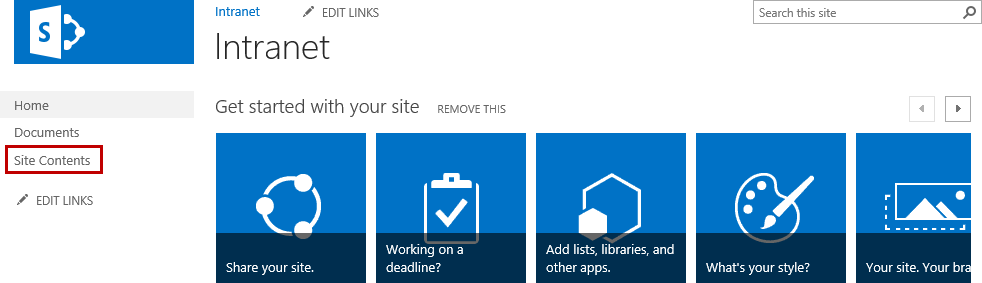 Intranet
EDIT LINKS
Search this site
Intranet
Home
Documents
Site Contents
EDIT LINKS
Get started with your site REMOVE THIS
Share your site.
Working on a
deadline?
Add lists, libraries, and
other apps.
What's your style?
Your site. Your bra